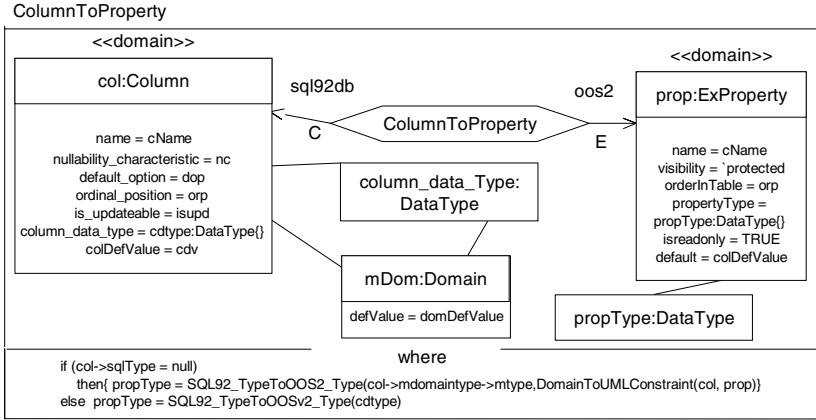 ColumnToProperty
<<domain>>
col:Column
name = cName
nullability_characteristic = nc
default_option = dop
ordinal_position = orp
is_updateable = isupd
column_data_type = cdtype:DataType{}
colDefValue = cdv
sql92db
C
ColumnToProperty
oos2
E
<<domain>>
prop:ExProperty
name = cName
visibility = `protected
orderInTable = orp
propertyType =
propType:DataType{}
isreadonly = TRUE
default = colDefValue
column_data_Type:
DataType
mDom:Domain
defValue = domDefValue
propType:DataType
where
if (col->sqlType = null)
then{ propType = SQL92_TypeToOOS2_Type(col->mdomaintype->mtype,DomainToUMLConstraint(col, prop)}
else propType = SQL92_TypeToOOSv2_Type(cdtype)